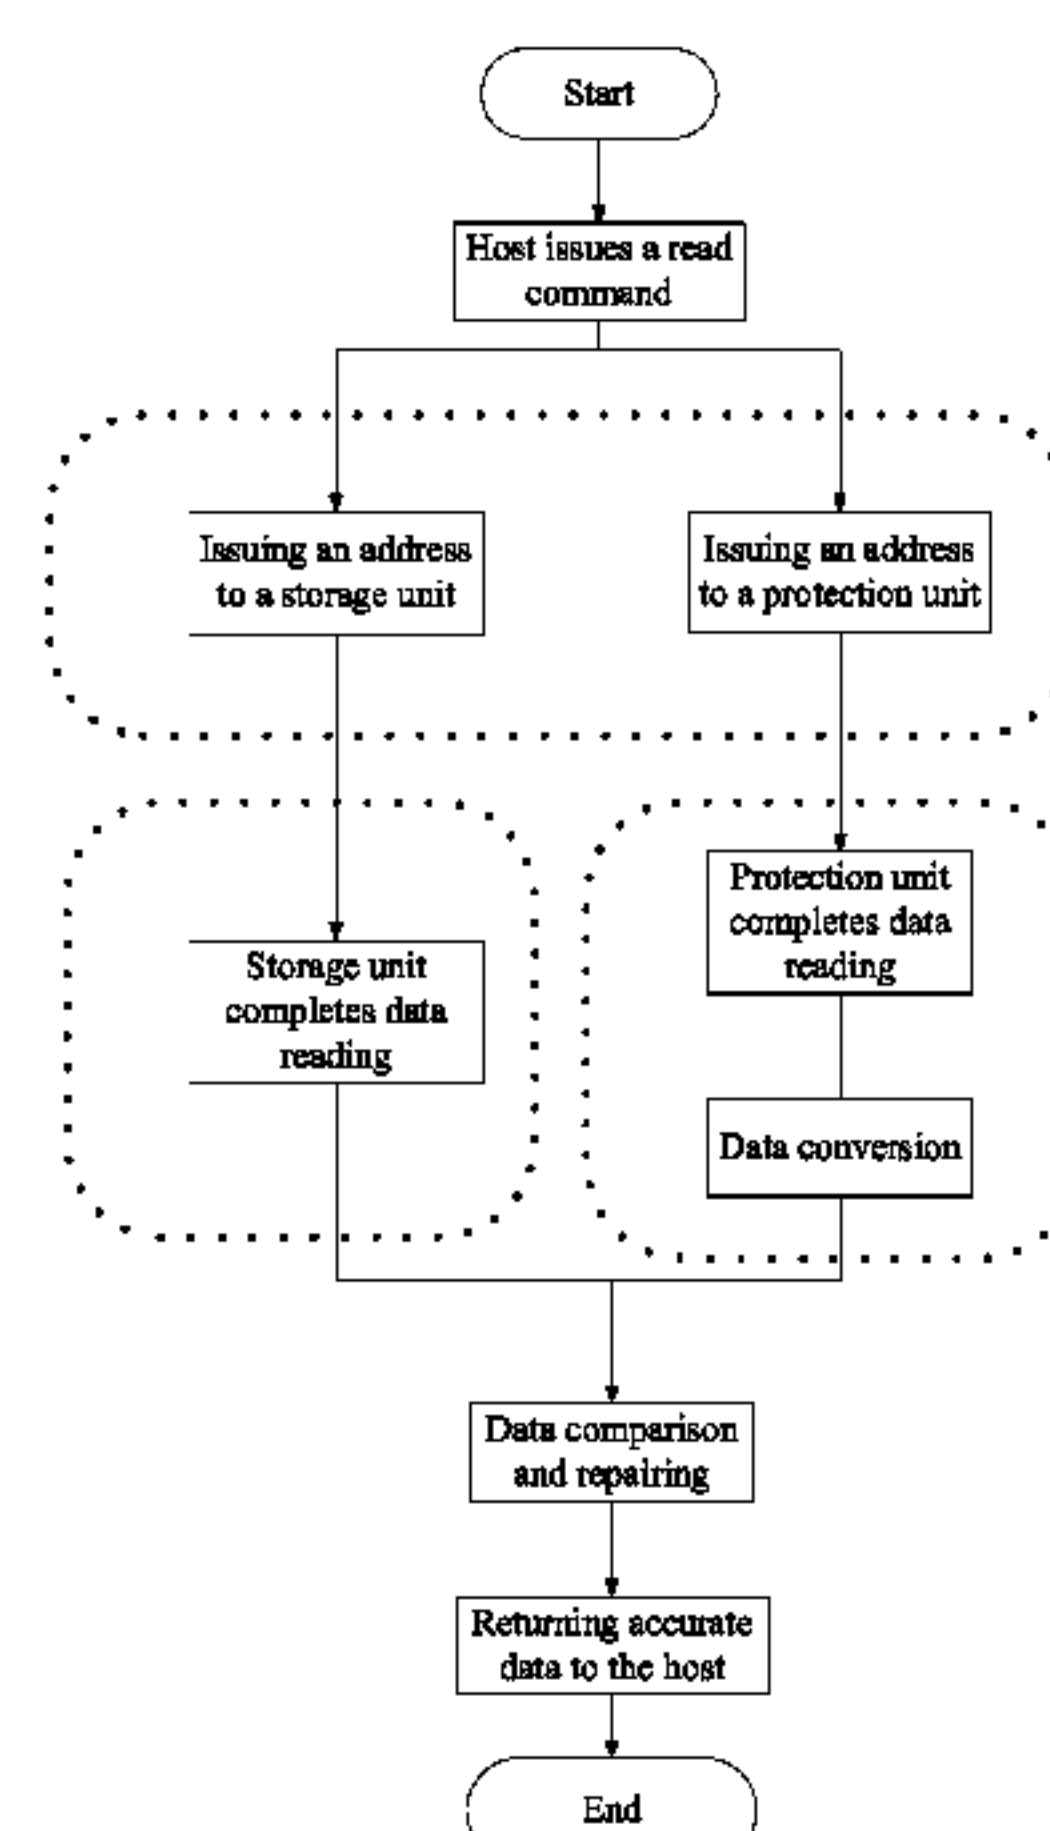 Start
Host issues a read
command
Issuing an address
to a storage unit
Issuing an address
to a protection unit
Protection unit
completes data
reading
Storage unit
completes data
reading
Data conversion
Data comparison
and repairing
Returning accurate
data to the host
End